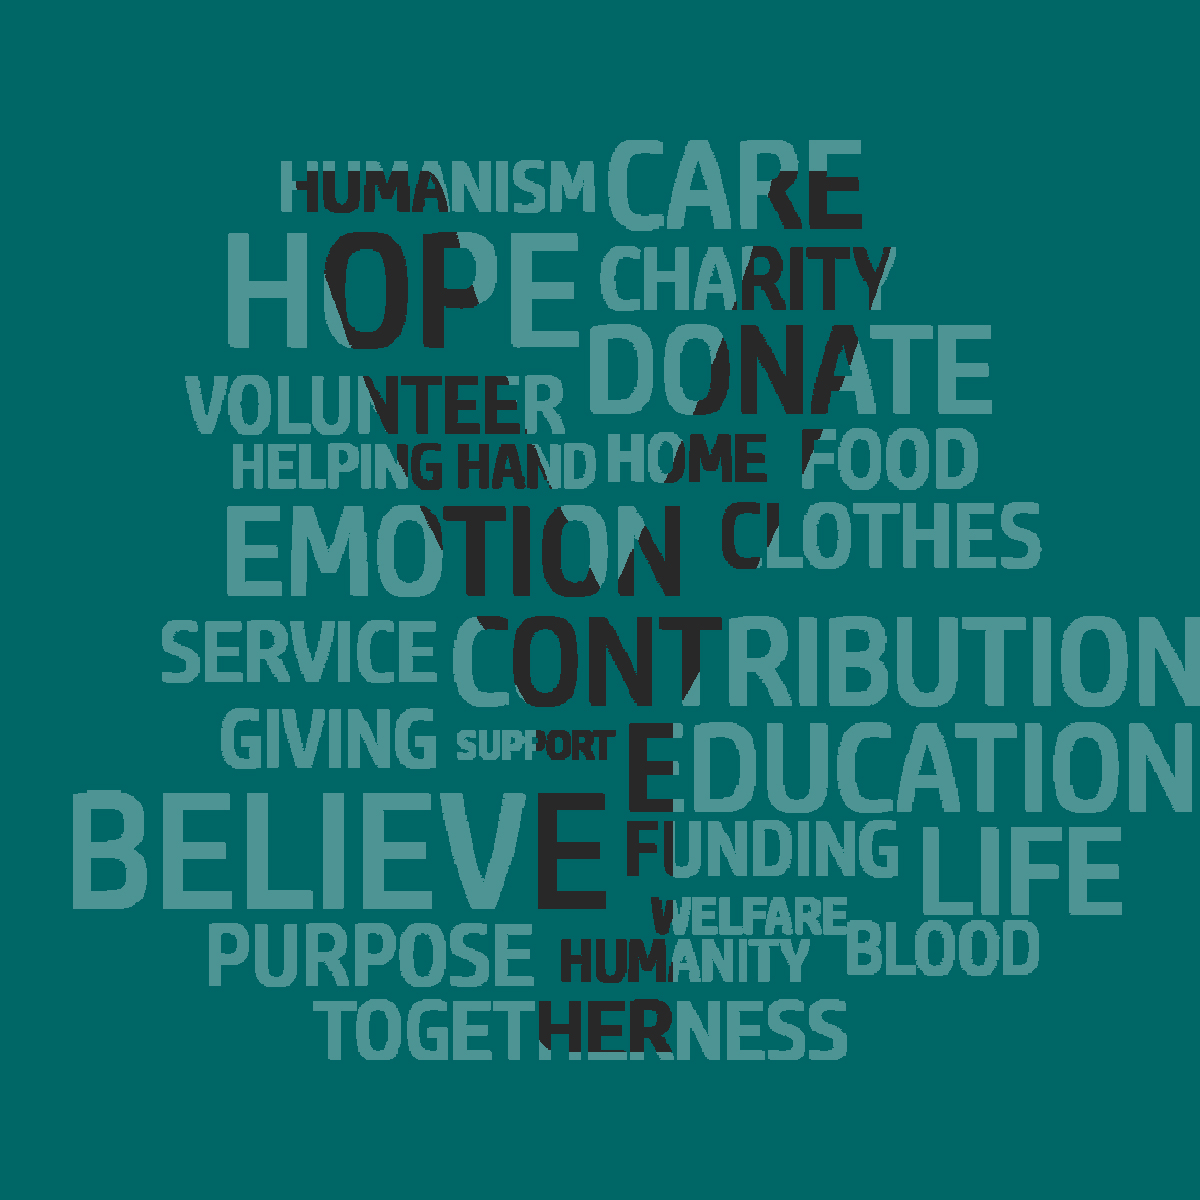 HUMANISM CARE
HOPE CHARITY
VOLUNTEER DONATE
HELPING HAND HOME FOOD
EMOTION CLOTHES
SERVICE CONTRIBUTION
GIVING SUPPORT EDUCATION
BELIEVE FUNDING LIFE
WELFARE
PURPOSE HUMANITY BLOOD
TOGETHERNESS